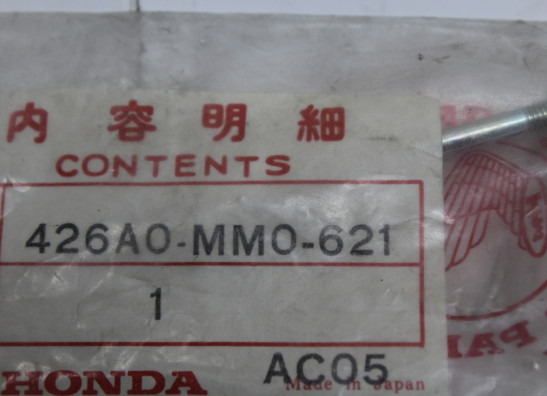 内容明細
CONTENTS
426A0-MM0-621
1
HONDA
AC05
Made in Japan